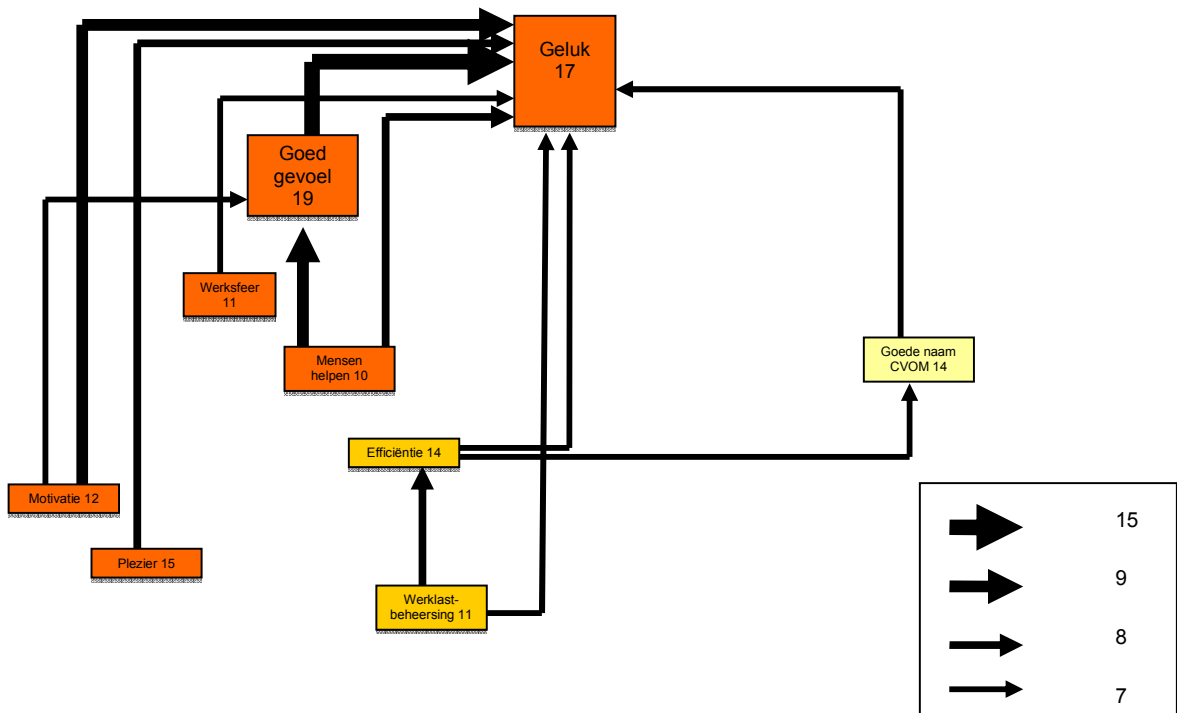 Geluk
17
Goed
gevoel
19
Werksfeer
11
Mensen
helpen 10
Goede naam
CVOM 14
Efficiëntie 14
Motivatie 12
Plezier 15
Werklast-
beheersing 11
15
9
8
7